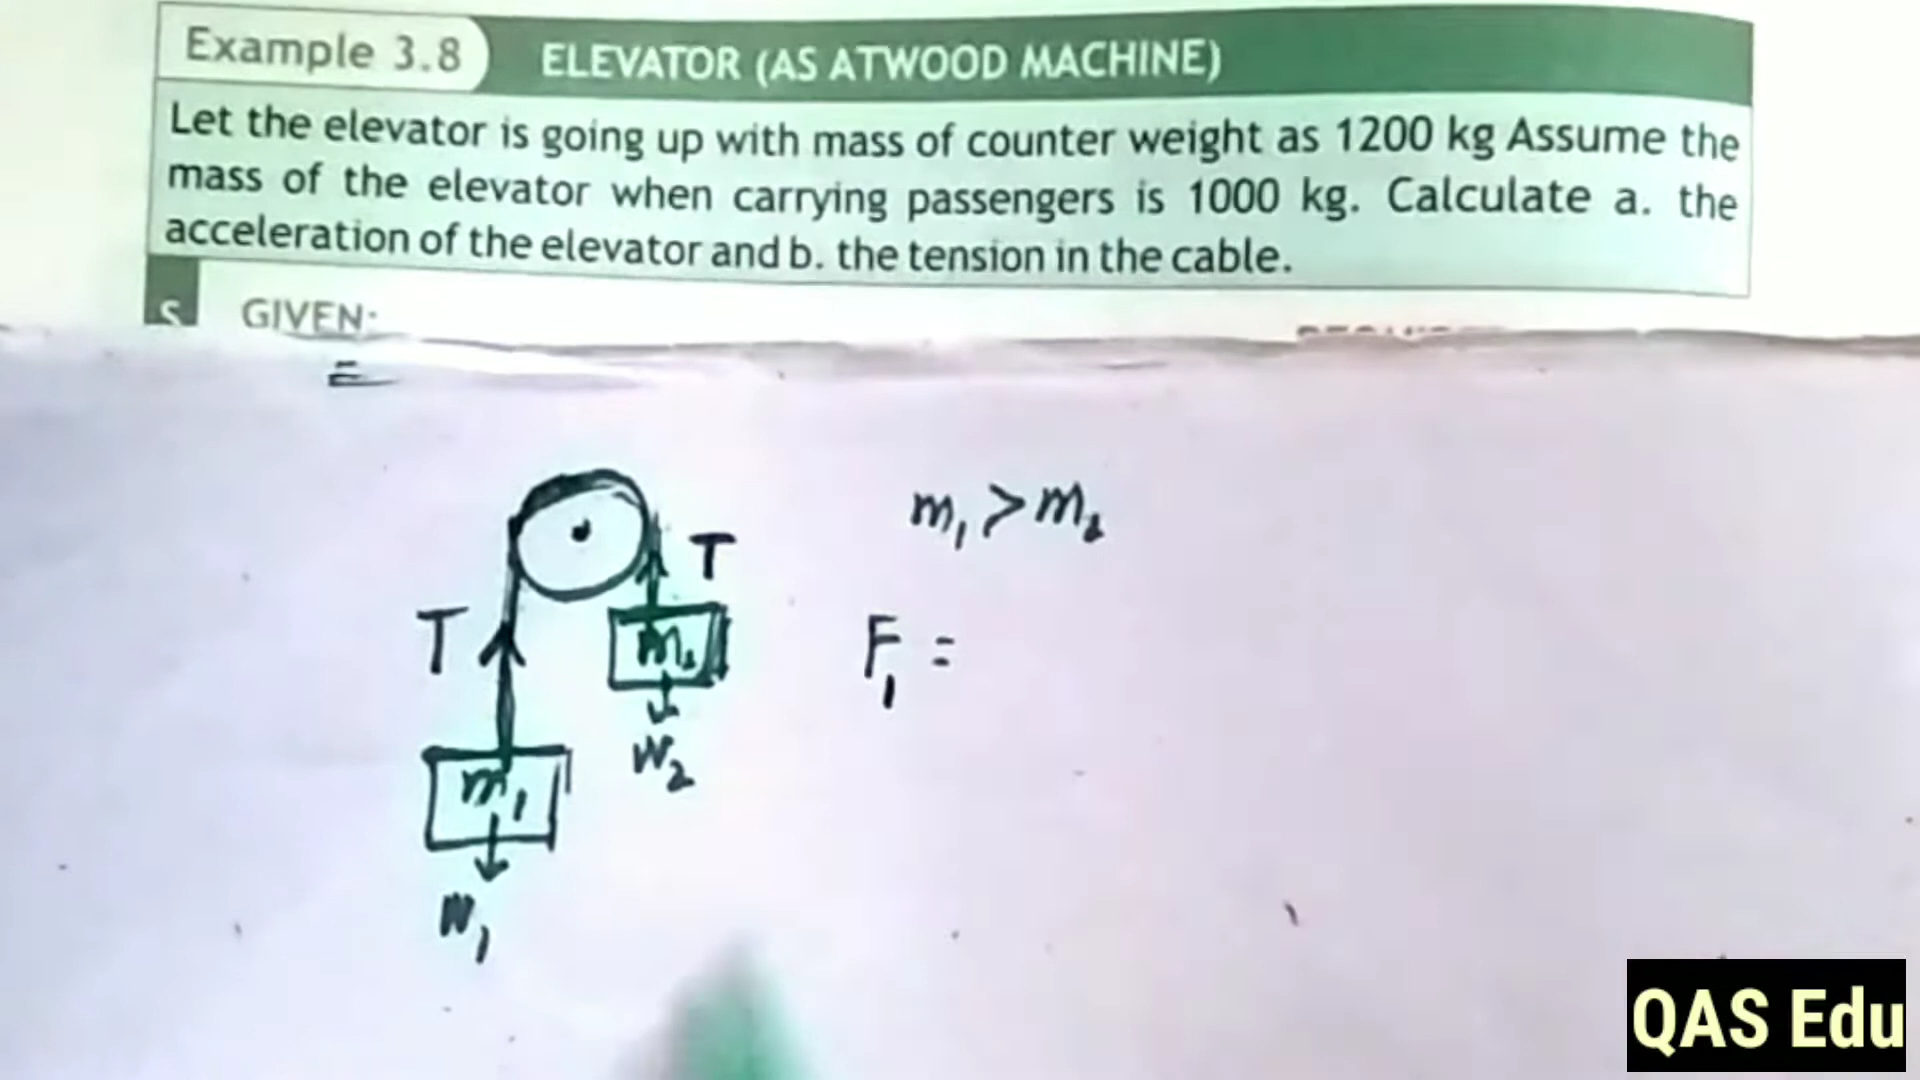 Example 3.8
ELEVATOR (AS ATWOOD MACHINE)
Let the elevator is going up with mass of counter weight as 1200 kg Assume the
mass of the elevator when carrying passengers is 1000 kg. Calculate a. the
acceleration of the elevator and b. the tension in the cable.
S GIVEN:
m₁ > m₂
T
T
m₂
F₁ =
W₂
m₁
W₁
QAS Edu